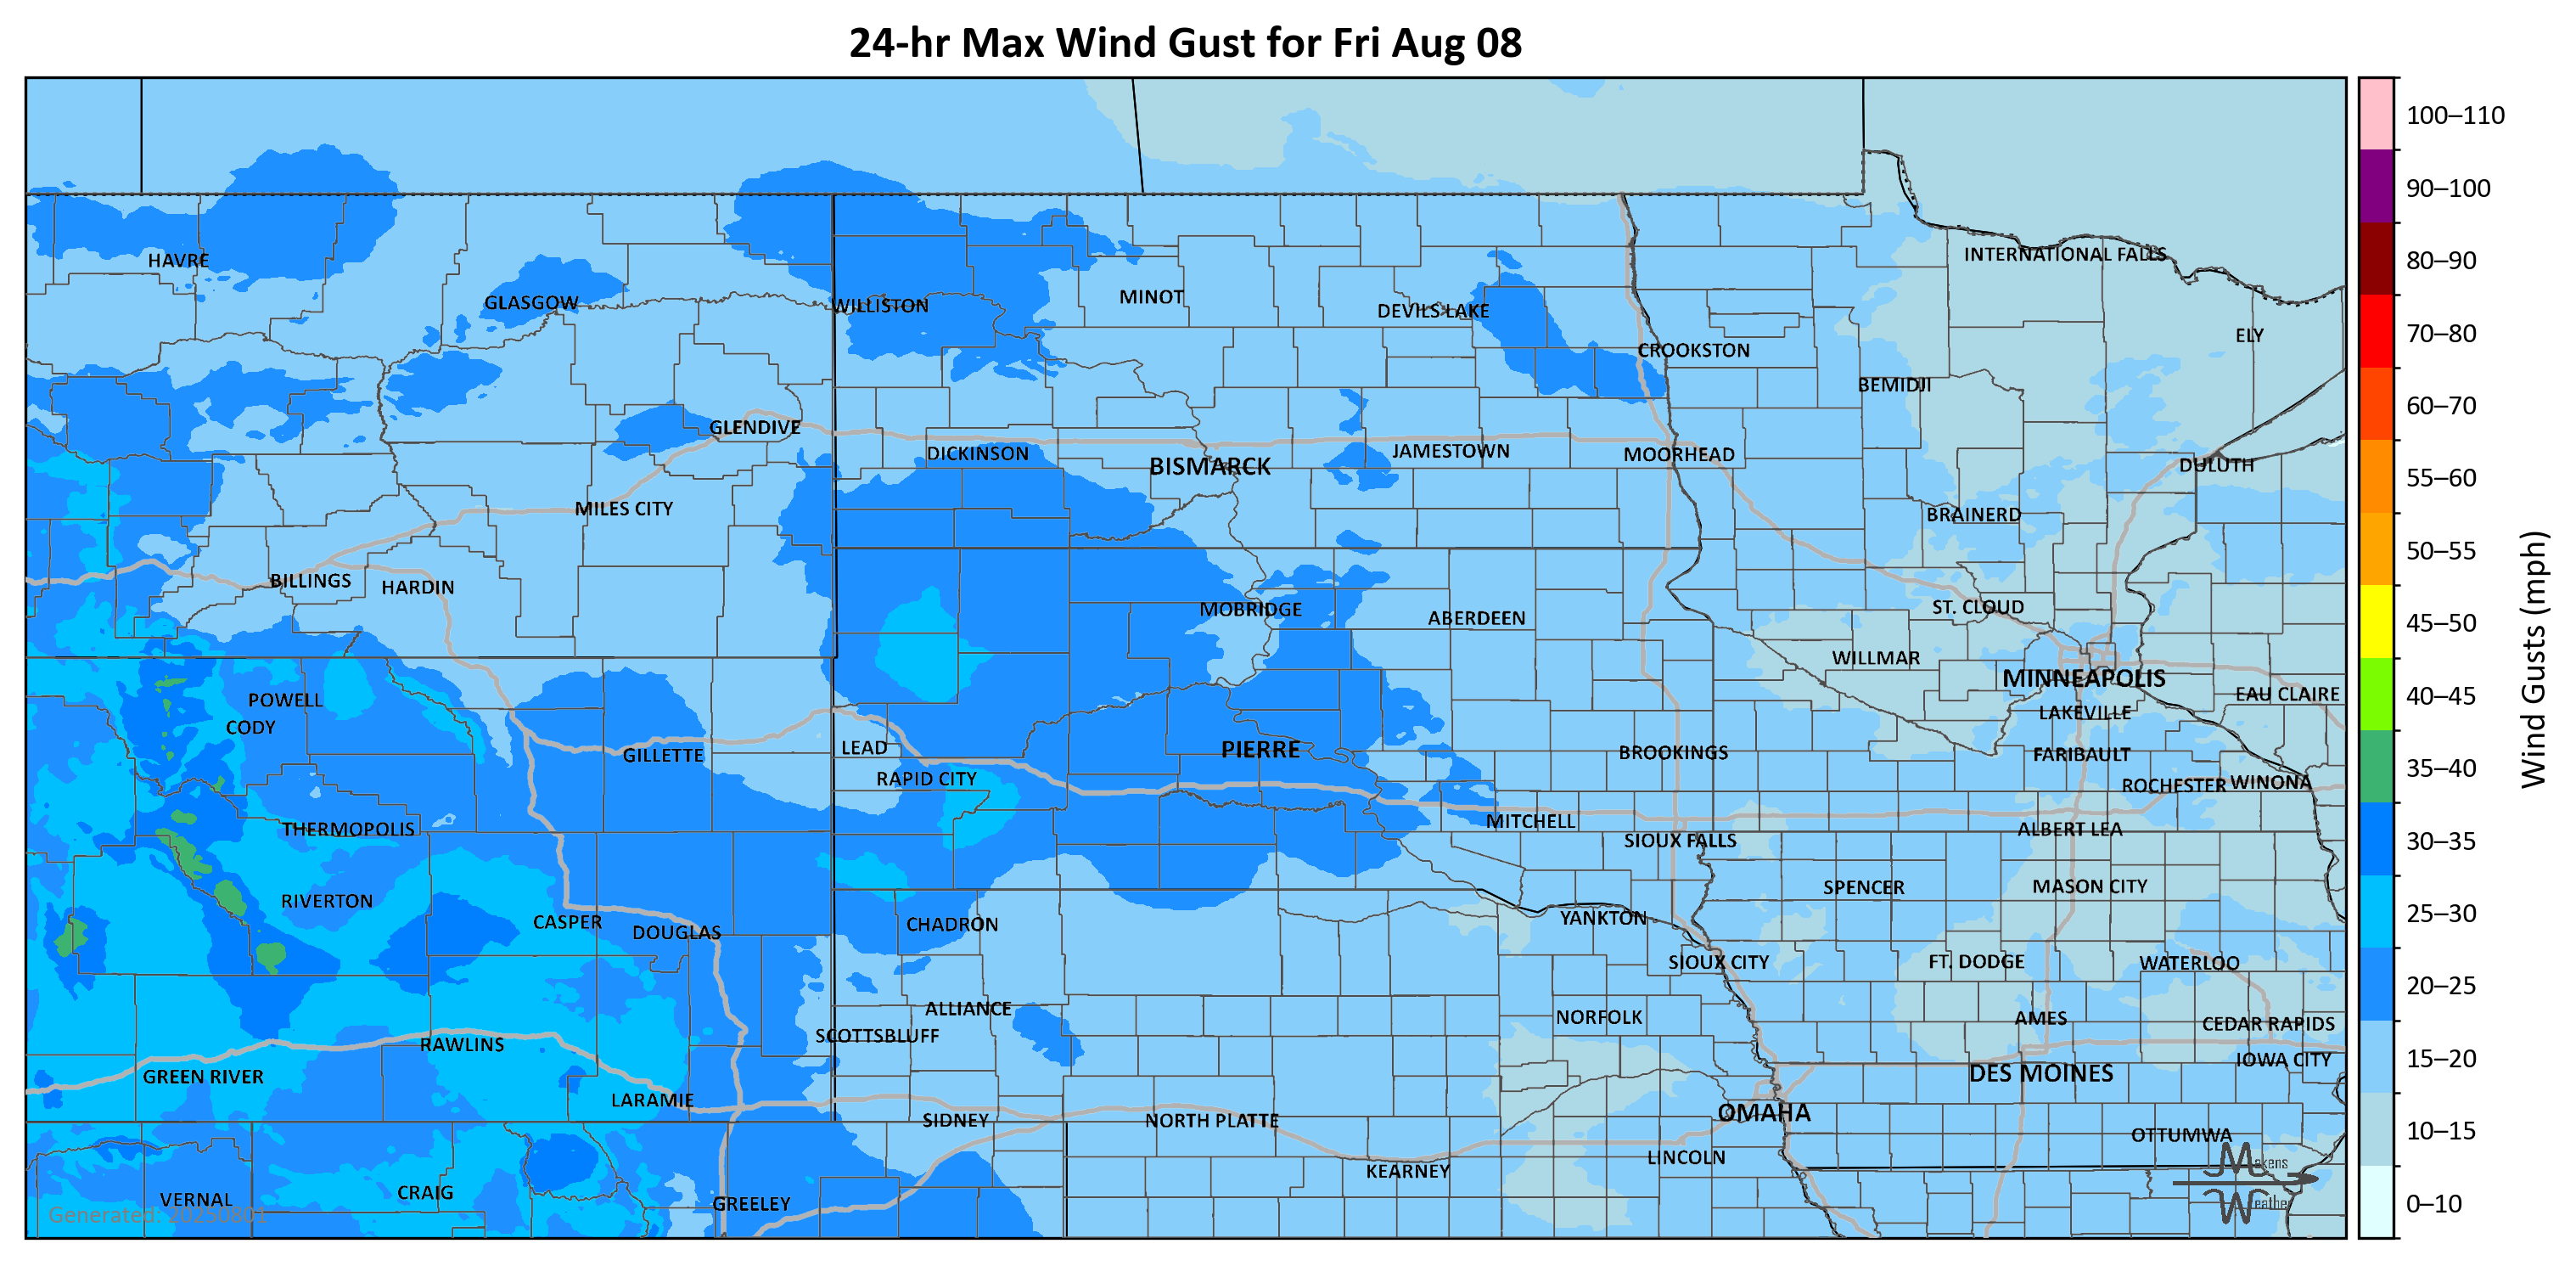 24-hr Max Wind Gust for Fri Aug 08
100–110
90–100
80–90
70–80
60–70
55–60
50–55
45–50
40–45
35–40
30–35
25–30
20–25
15–20
10–15
0–10
Wind Gusts (mph)
HAVRE
INTERNATIONAL FALLS
GLASGOW
WILLISTON
MINOT
DEVILS LAKE
ELY
CROOKSTON
BEMIDJI
GLENDIVE
DICKINSON
BISMARCK
JAMESTOWN
MOORHEAD
DULUTH
MILES CITY
BRAINERD
BILLINGS
HARDIN
MOBRIDGE
ABERDEEN
ST. CLOUD
WILLMAR
MINNEAPOLIS
POWELL
EAU CLAIRE
CODY
LAKEVILLE
GILLETTE
LEAD
PIERRE
BROOKINGS
FARIBAULT
RAPID CITY
ROCHESTER
WINONA
THERMOPOLIS
MITCHELL
SIOUX FALLS
ALBERT LEA
RIVERTON
SPENCER
MASON CITY
CASPER
DOUGLAS
CHADRON
YANKTON
SIOUX CITY
FT. DODGE
WATERLOO
ALLIANCE
NORFOLK
AMES
CEDAR RAPIDS
SCOTTSBLUFF
RAWLINS
IOWA CITY
GREEN RIVER
DES MOINES
LARAMIE
SIDNEY
NORTH PLATTE
OMAHA
OTTUMWA
KEARNEY
LINCOLN
VERNAL
CRAIG
GREELEY
Generated: 20250801
Makens
Weather